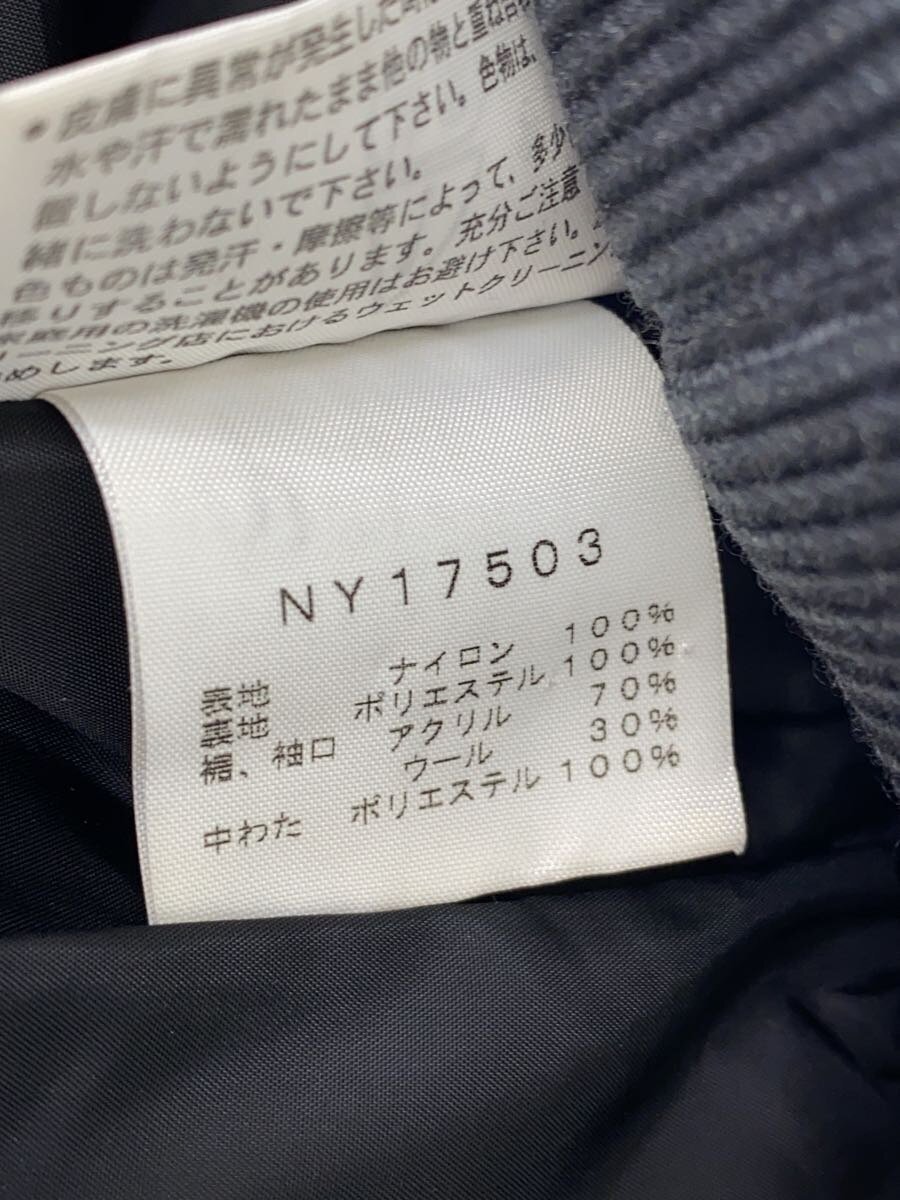 ・皮膚に異常が発生した
水や汗で濡れたまま他の物と重ね
置しないようにして下さい。色物は、
緒に洗わないで下さい。
色ものは発汗・摩擦等によって、多少
移りすることがあります。充分ご注意
家庭用の洗濯機の使用はお避け下さい。
リーニング店におけるウェットクリーニン
めします。
NY17503
表地 ナイロン 100%
裏地 ポリエステル 100%
裾、袖口 アクリル 70%
ウール 30%
中わた ポリエステル 100%